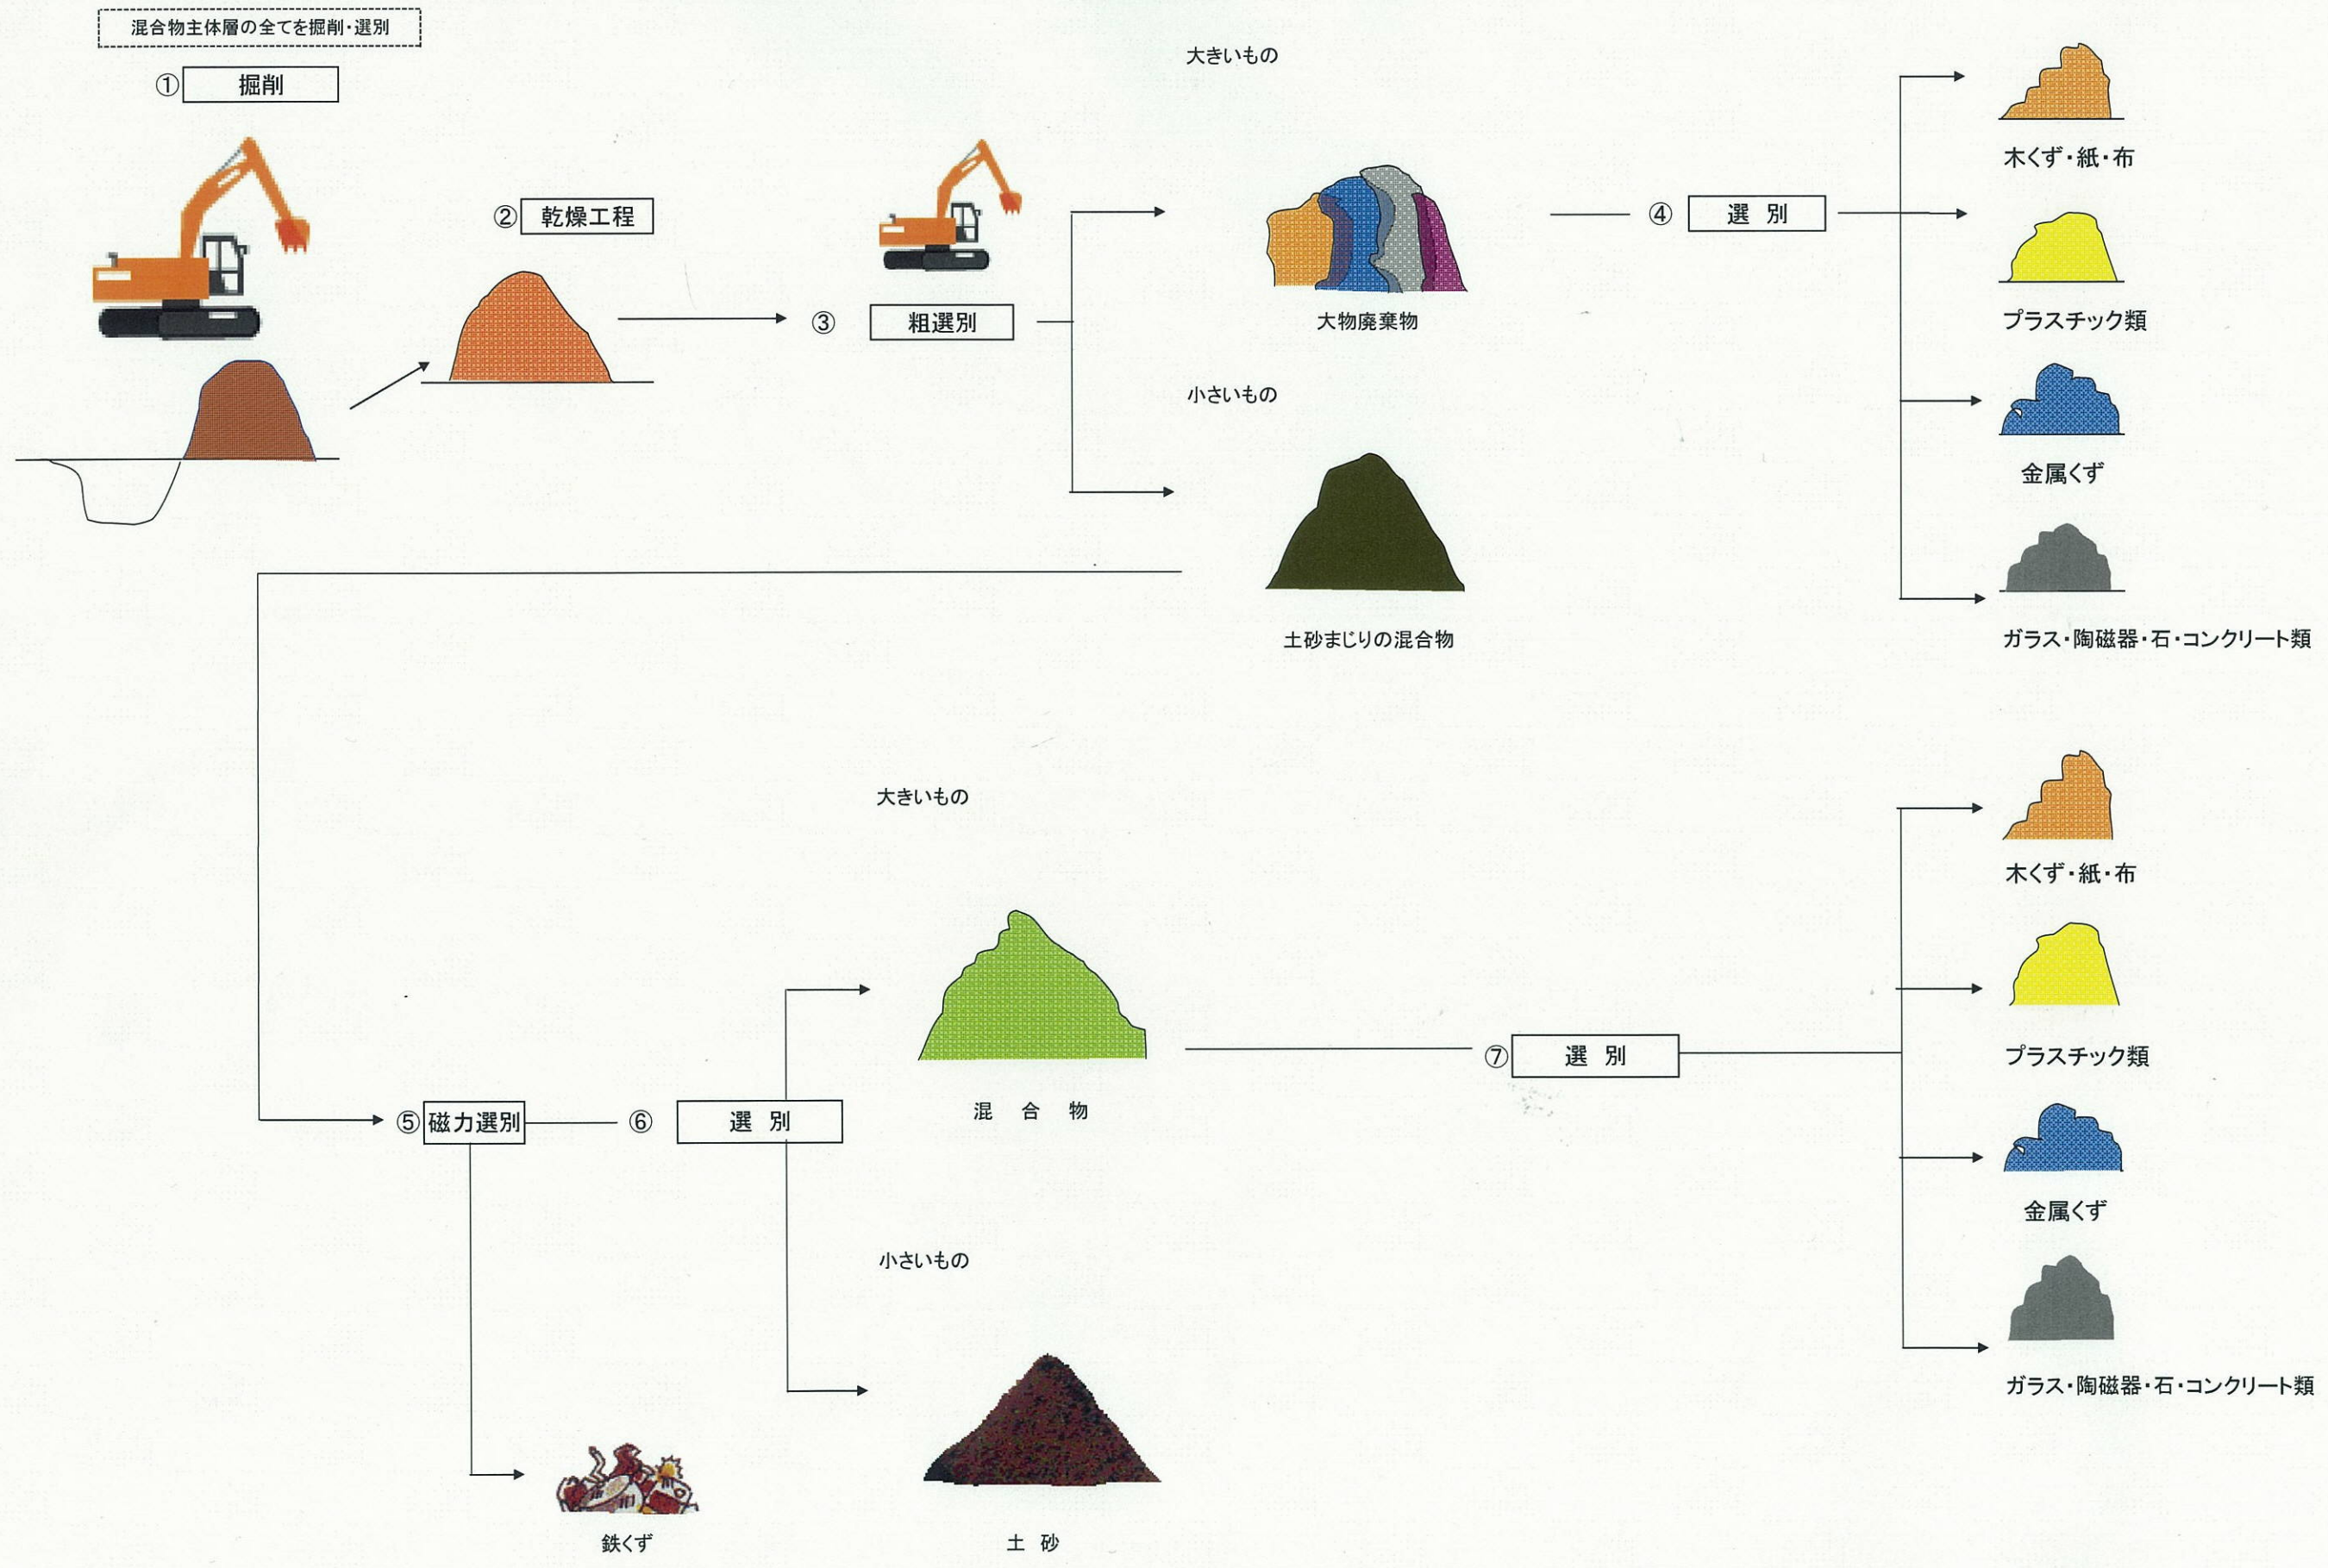 混合物主体層の全てを掘削・選別
① 掘削
② 乾燥工程
③ 粗選別
大きいもの
大物廃棄物
小さいもの
土砂まじりの混合物
④ 選 別
木くず・紙・布
プラスチック類
金属くず
ガラス・陶磁器・石・コンクリート類
⑤ 磁力選別
鉄くず
⑥ 選 別
大きいもの
混 合 物
小さいもの
土 砂
⑦ 選 別
木くず・紙・布
プラスチック類
金属くず
ガラス・陶磁器・石・コンクリート類